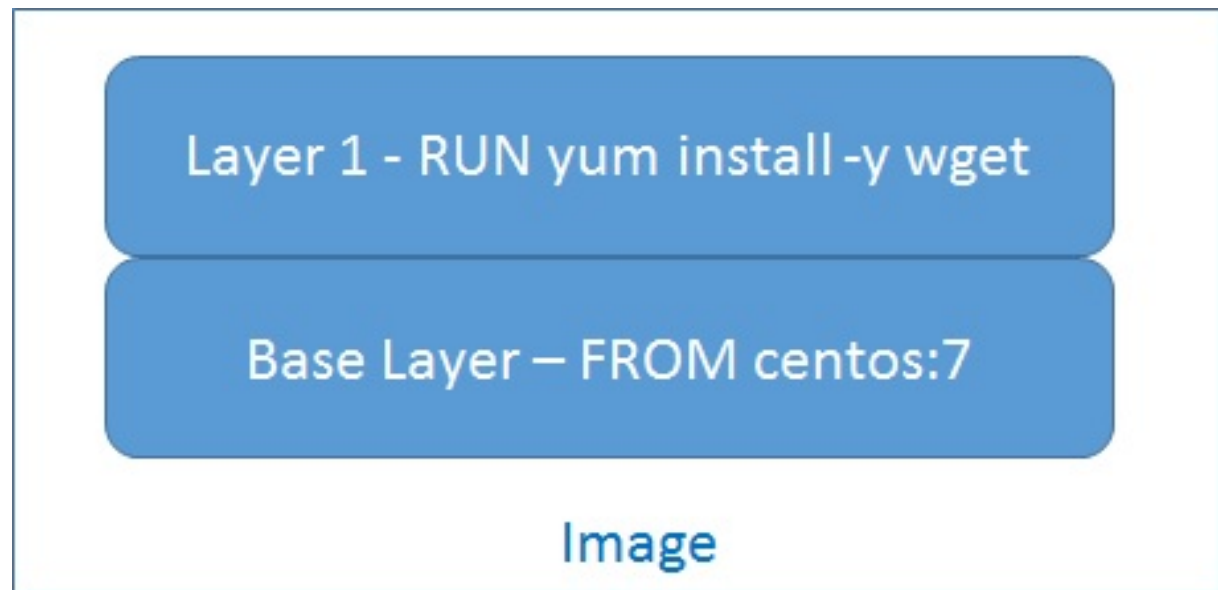 Layer 1 - RUN yum install -y wget
Base Layer – FROM centos:7
Image